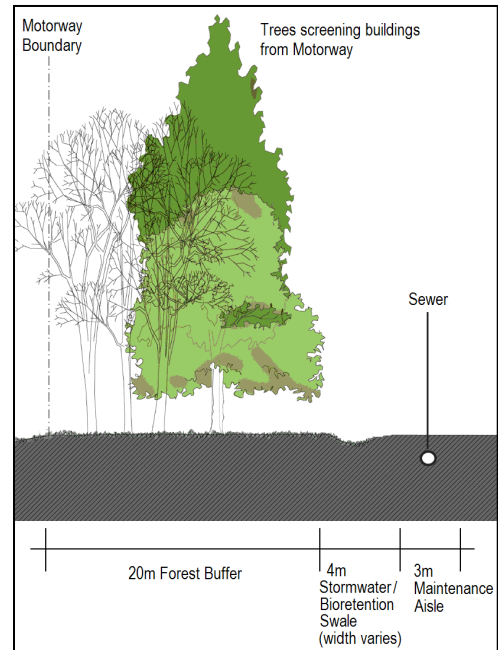 Motorway
Boundary
Trees screening buildings
from Motorway
Sewer
20m Forest Buffer
4m
Stormwater/
Bioretention
Swale
(width varies)
3m
Maintenance
Aisle